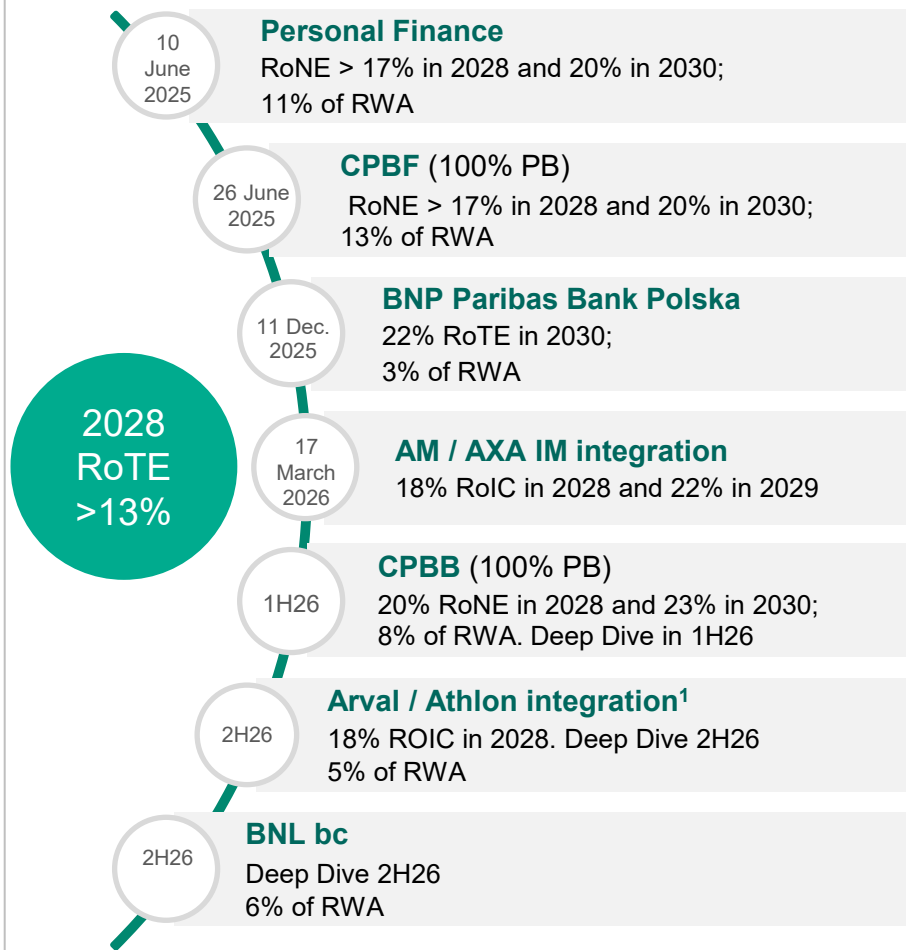 10
June
2025
Personal Finance
RoNE > 17% in 2028 and 20% in 2030;
11% of RWA
26 June
2025
CPBF (100% PB)
RoNE > 17% in 2028 and 20% in 2030;
13% of RWA
11 Dec.
2025
BNP Paribas Bank Polska
22% RoTE in 2030;
3% of RWA
2028
RoTE
>13%
17
March
2026
AM / AXA IM integration
18% RoIC in 2028 and 22% in 2029
1H26
CPBB (100% PB)
20% RoNE in 2028 and 23% in 2030;
8% of RWA. Deep Dive in 1H26
2H26
Arval / Athlon integration¹
18% ROIC in 2028. Deep Dive 2H26
5% of RWA
2H26
BNL bc
Deep Dive 2H26
6% of RWA